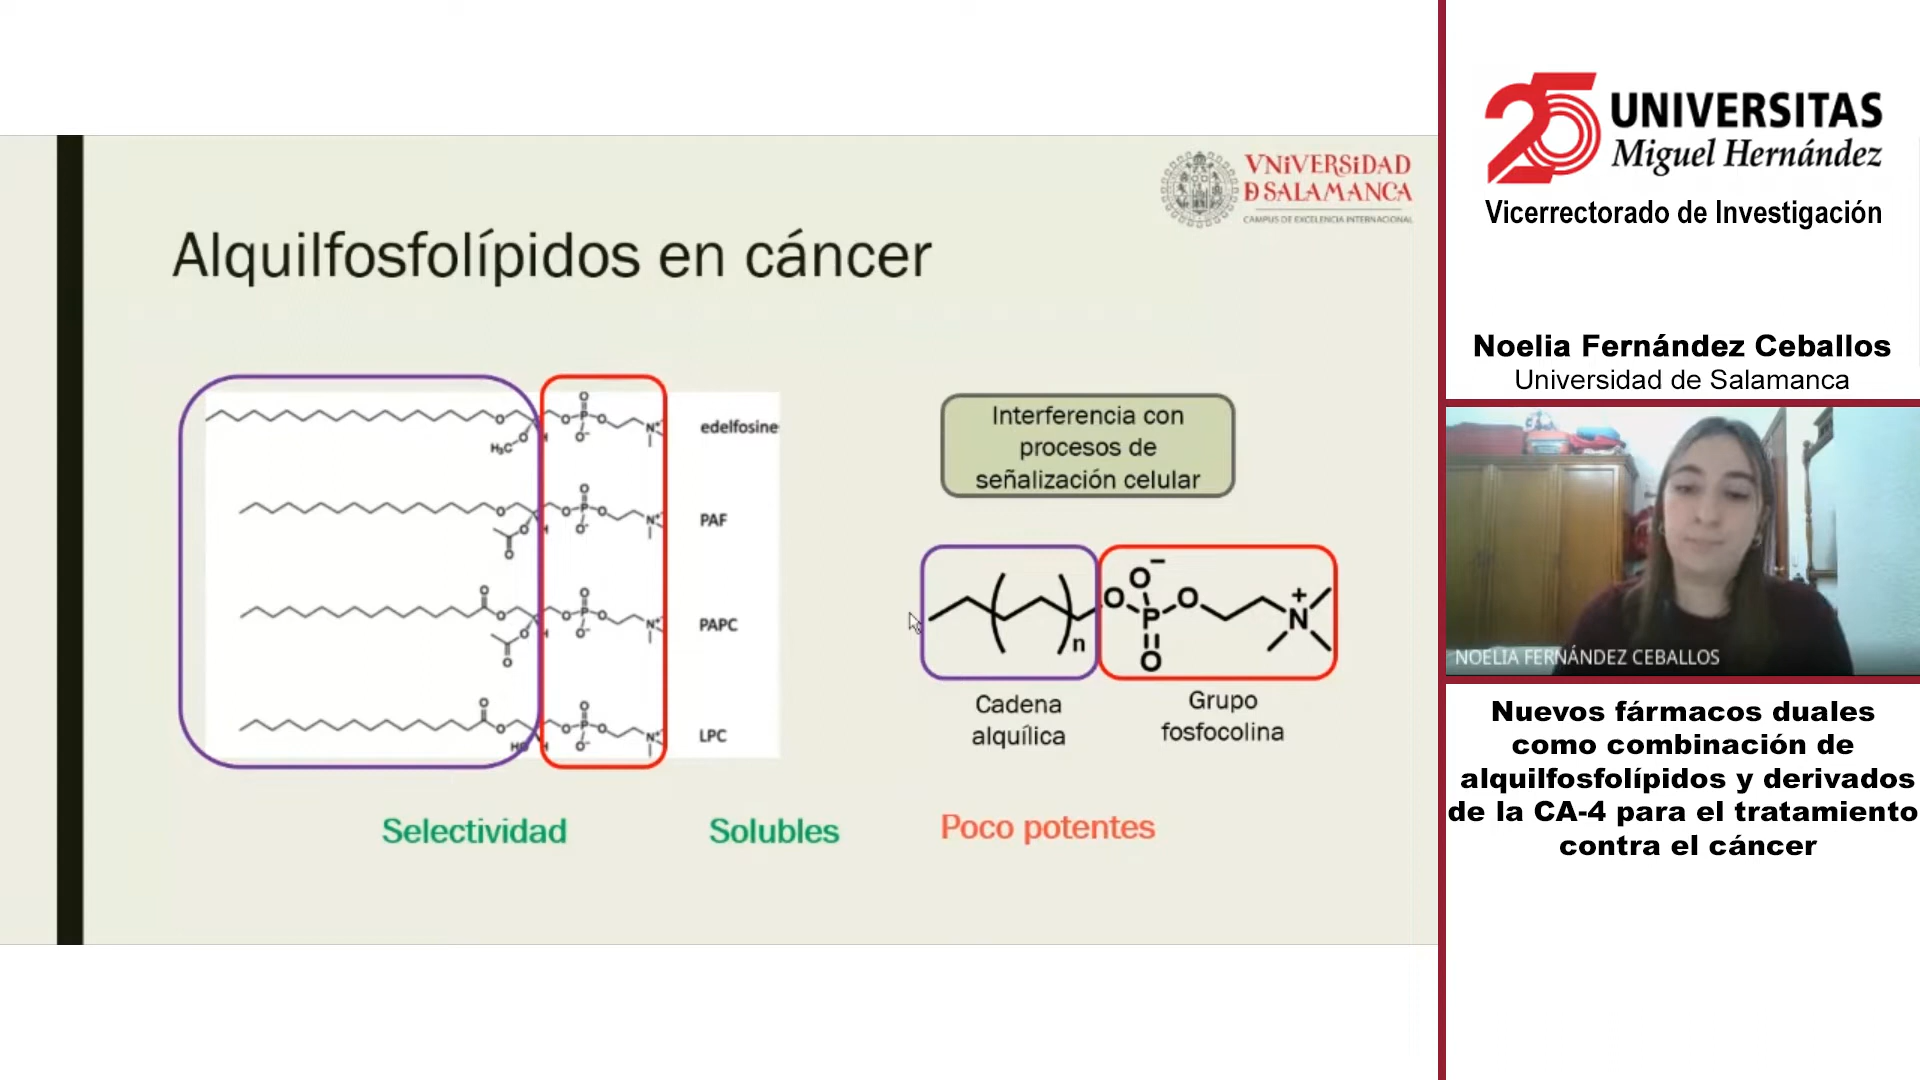 Alquilfosfolípidos en cáncer
VNiVERSiDAD
D SALAMANCA
CAMPUS DE EXCELENCIA INTERNACIONAL
edelfosine
PAF
PAPC
LPC
H₃C
O
O
P
O
O⁻
N⁺
H
HO
Interferencia con
procesos de
señalización celular
n
O⁻
O
P
O
O
N
+
Cadena
alquílica
Grupo
fosfocolina
Selectividad
Solubles
Poco potentes
25 UNIVERSITAS
Miguel Hernández
Vicerrectorado de Investigación
Noelia Fernández Ceballos
Universidad de Salamanca
NOELIA FERNÁNDEZ CEBALLOS
Nuevos fármacos duales
como combinación de
alquilfosfolípidos y derivados
de la CA-4 para el tratamiento
contra el cáncer